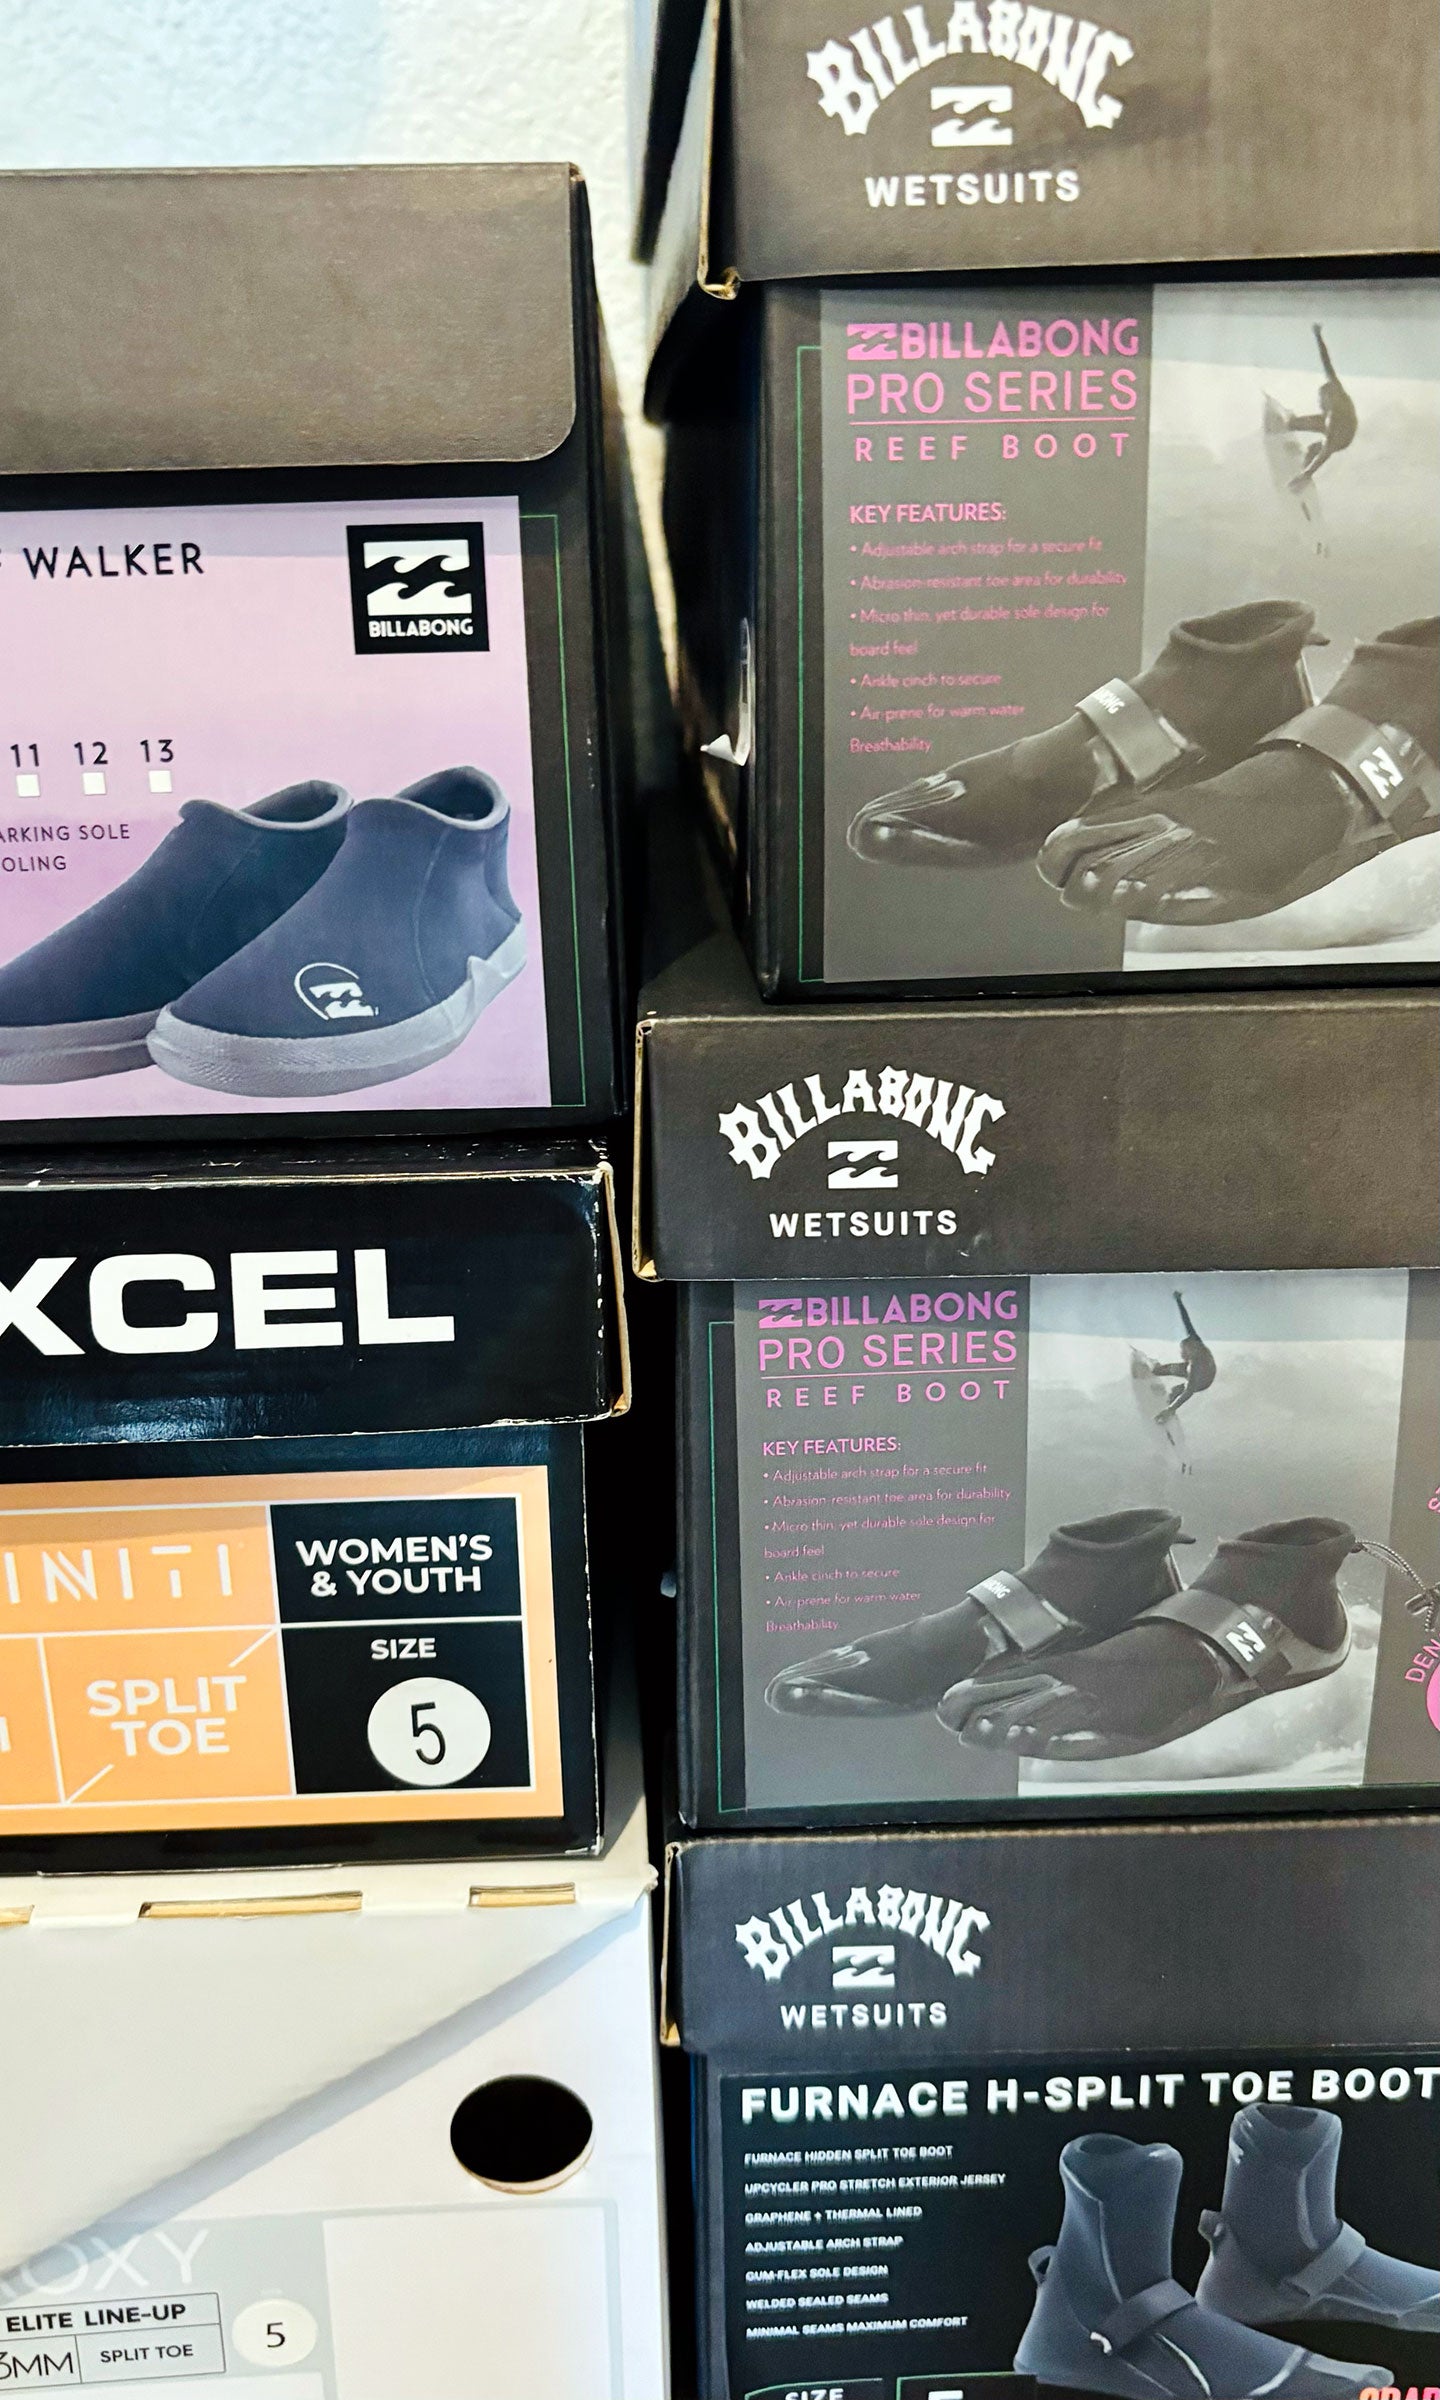 WALKER
BILLABONG
11 12 13
ARKING SOLE
OLING
XCEL
INITI
WOMEN'S
& YOUTH
SPLIT
TOE
SIZE
5
ROXY
ELITE LINE-UP
3MM
SPLIT TOE
5
BILLABONG
WETSUITS
BILLABONG
PRO SERIES
REEF BOOT
KEY FEATURES:
• Adjustable arch strap for a secure fit
• Abrasion-resistant toe area for durability
• Micro thin, yet durable sole design for
board feel
• Ankle cinch to secure
• Air-prene for warm water
Breathability
BILLABONG
BILLABONG
WETSUITS
BILLABONG
PRO SERIES
REEF BOOT
KEY FEATURES:
• Adjustable arch strap for a secure fit
• Abrasion-resistant toe area for durability
• Micro thin, yet durable sole design for
board feel
• Ankle cinch to secure
• Air-prene for warm water
Breathability
DEN
BILLABONG
WETSUITS
FURNACE H-SPLIT TOE BOOT
FURNACE HIDDEN SPLIT TOE BOOT
UPCYCLER PRO STRETCH EXTERIOR JERSEY
GRAPHENE + THERMAL LINED
ADJUSTABLE ARCH STRAP
GUM-FLEX SOLE DESIGN
WELDED SEALED SEAMS
MINIMAL SEAMS MAXIMUM COMFORT
SIZE